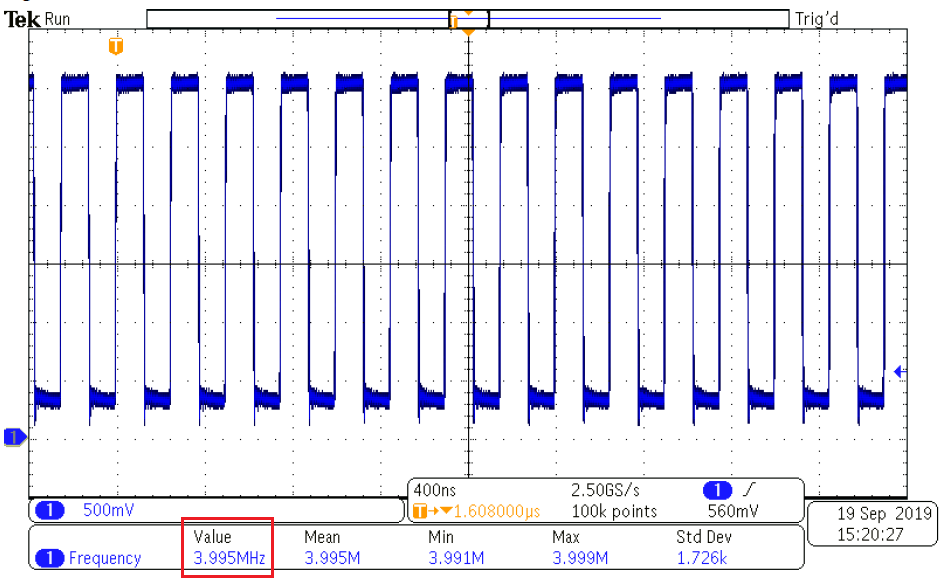 Tek Run Trig'd
T
T
1
1 500mV
400ns 2.50GS/s 1
T→▼1.608000µs 100k points 560mV
19 Sep 2019
15:20:27
Value Mean Min Max Std Dev
1 Frequency 3.995MHz 3.995M 3.991M 3.999M 1.726k